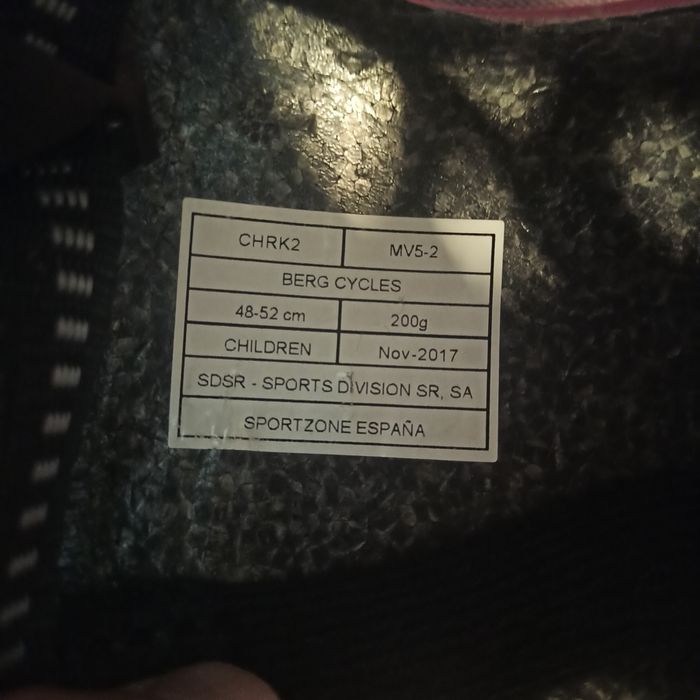 CHRK2 MV5-2
BERG CYCLES
48-52 cm 200g
CHILDREN Nov-2017
SDSR - SPORTS DIVISION SR, SA
SPORTZONE ESPAÑA